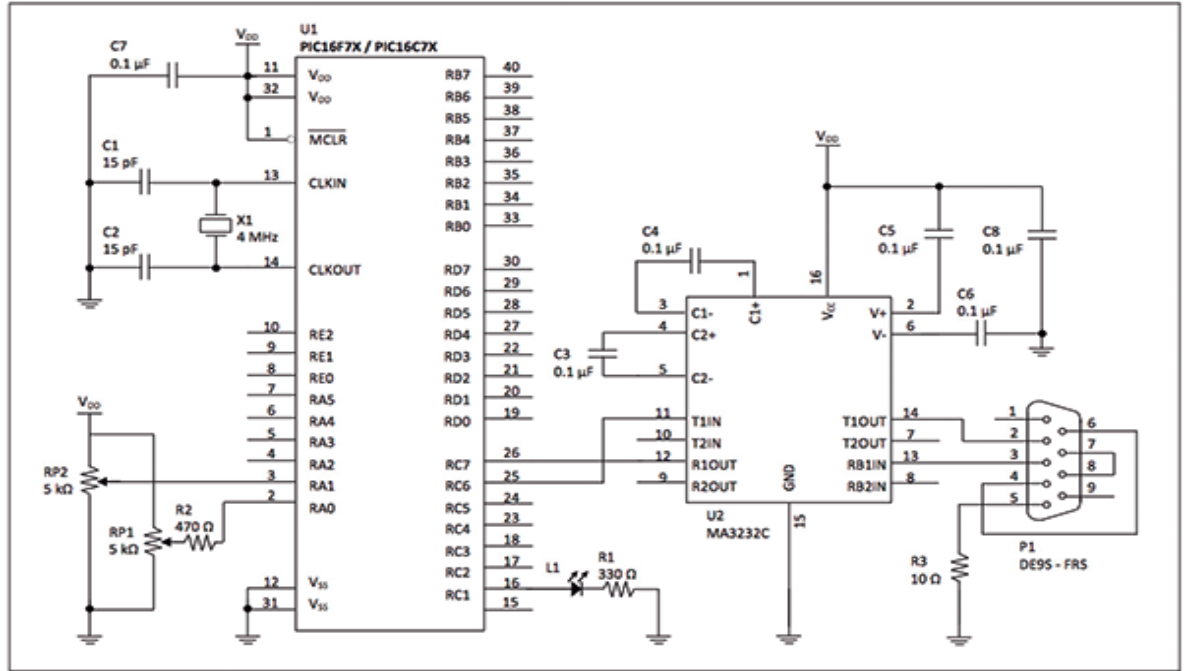 U1
PIC16F7X / PIC16C7X
VDD
C7
0.1 µF
11
VDD
32
VDD
1
MCLR
C1
15 pF
13
CLKIN
X1
4 MHz
C2
15 pF
14
CLKOUT
10
RE2
9
RE1
8
RE0
7
RA5
6
RA4
5
RA3
4
RA2
3
RA1
2
RA0
VDD
RP2
5 kΩ
RP1
5 kΩ
R2
470 Ω
12
VSS
31
VSS
RB7
40
RB6
39
RB5
38
RB4
37
RB3
36
RB2
35
RB1
34
RB0
33
RD7
30
RD6
29
RD5
28
RD4
27
RD3
22
RD2
21
RD1
20
RD0
19
RC7
26
RC6
25
RC5
24
RC4
23
RC3
18
RC2
17
RC1
16
15
L1
R1
330 Ω
VDD
C4
0.1 µF
C5
0.1 µF
C8
0.1 µF
C6
0.1 µF
C3
0.1 µF
1
C1+
16
VCC
3
C1-
4
C2+
5
C2-
11
T1IN
10
T2IN
12
R1OUT
9
R2OUT
V+
2
V-
6
T1OUT
14
T2OUT
7
RB1IN
13
RB2IN
8
GND
15
U2
MA3232C
1
2
3
4
5
6
7
8
9
P1
DE9S - FRS
R3
10 Ω